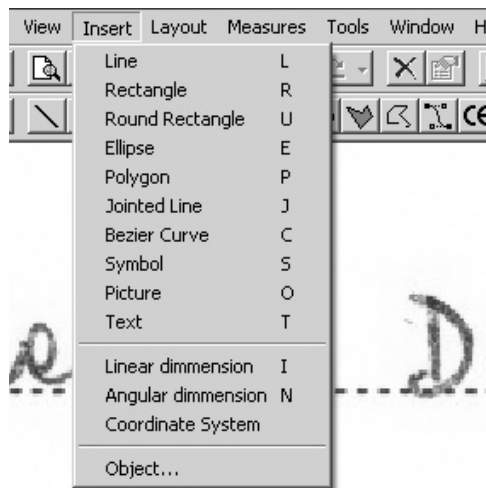 View Insert Layout Measures Tools Window H
Line L
Rectangle R
Round Rectangle U
Ellipse E
Polygon P
Jointed Line J
Bezier Curve C
Symbol S
Picture O
Text T
Linear dimmension I
Angular dimmension N
Coordinate System
Object...
CE
e D